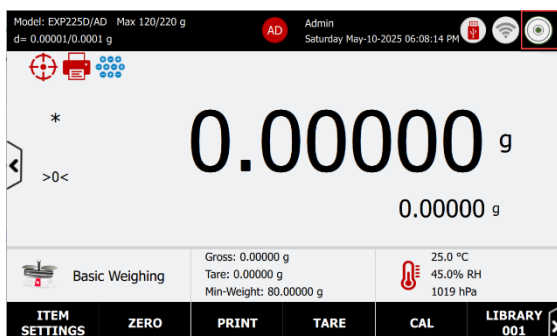 Model: EXP225D/AD Max 120/220 g
d= 0.00001/0.0001 g
AD
Admin
Saturday May-10-2025 06:08:14 PM
*
>0<
0.00000 g
0.00000 g
Basic Weighing
Gross: 0.00000 g
Tare: 0.00000 g
Min-Weight: 80.00000 g
25.0 °C
45.0% RH
1019 hPa
ITEM
SETTINGS
ZERO
PRINT
TARE
CAL
LIBRARY
001